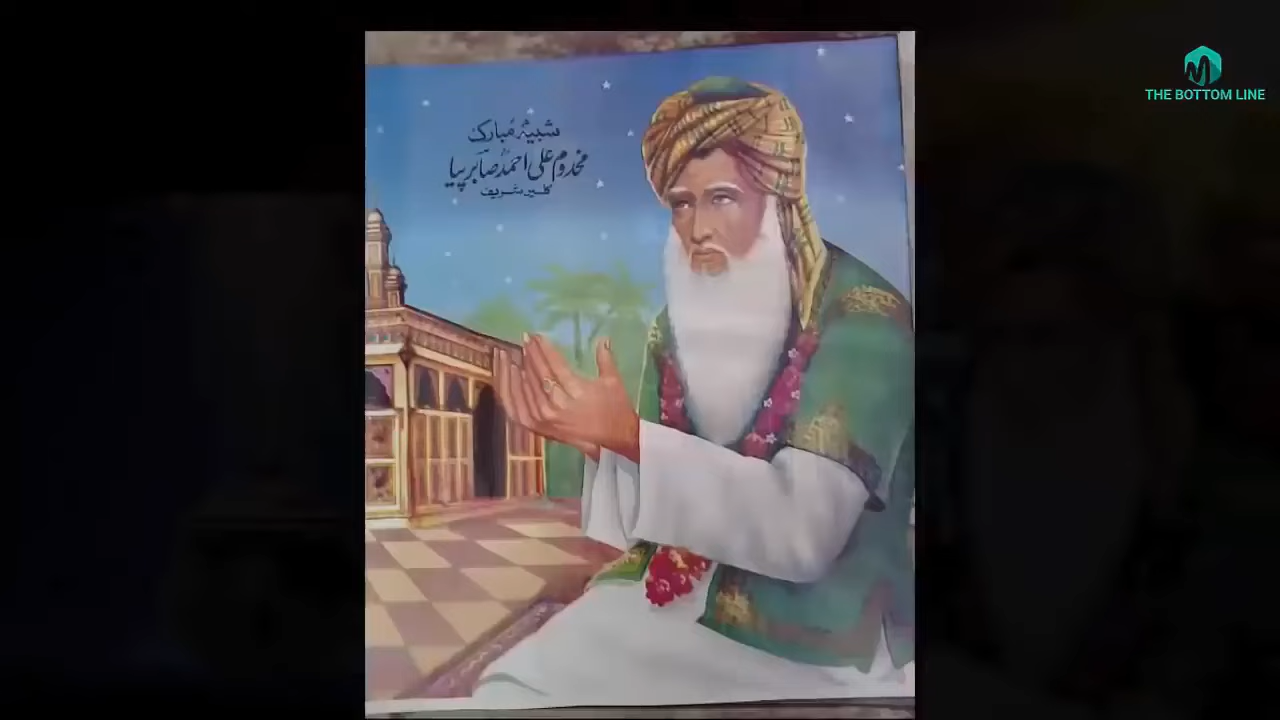 شبیہ مبارک
مخدوم علی احمد صابر پیا
کلیر شریف
THE BOTTOM LINE